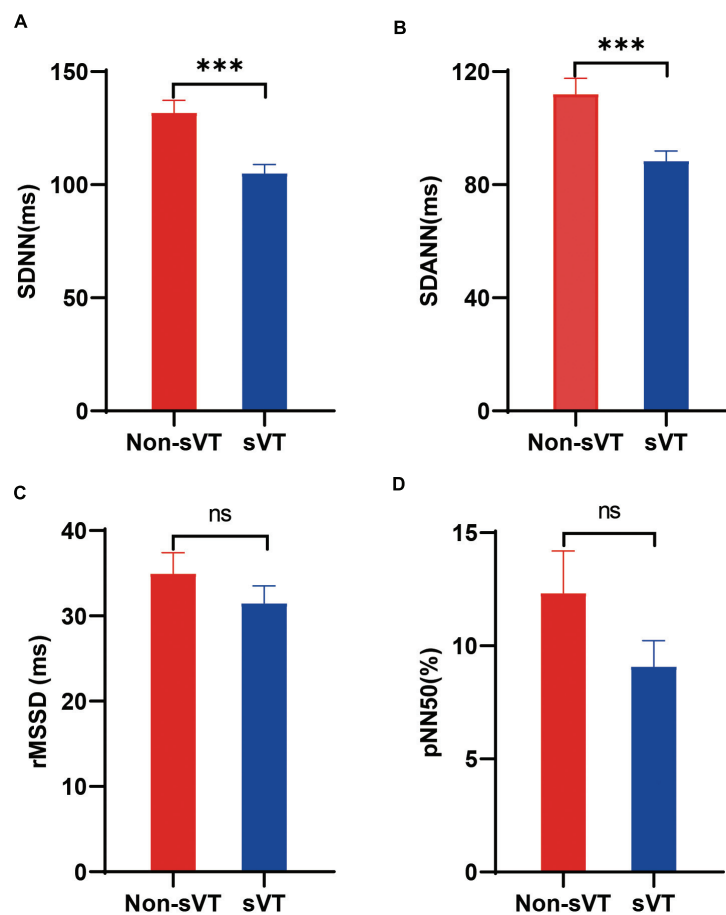 A
SDNN(ms)
150
100
50
0
***
Non-sVT sVT
B
SDANN(ms)
120
80
40
0
***
Non-sVT sVT
C
rMSSD (ms)
40
30
20
10
0
ns
Non-sVT sVT
D
pNN50(%)
15
10
5
0
ns
Non-sVT sVT